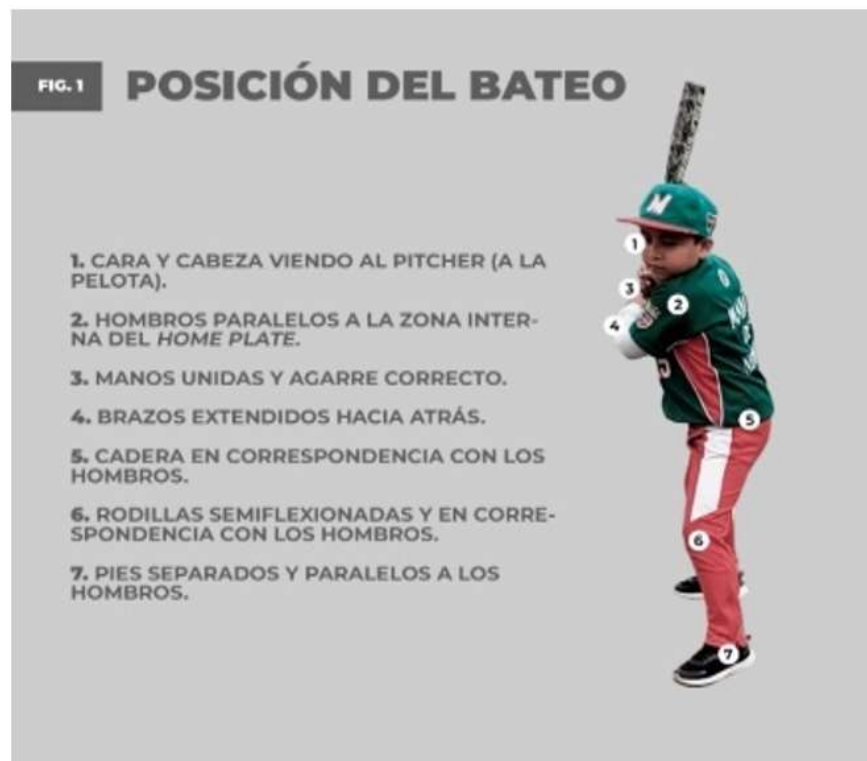 FIG. 1
POSICIÓN DEL BATEO
1. CARA Y CABEZA VIENDO AL PITCHER (A LA
PELOTA).
2. HOMBROS PARALELOS A LA ZONA INTER-
NA DEL HOME PLATE.
3. MANOS UNIDAS Y AGARRE CORRECTO.
4. BRAZOS EXTENDIDOS HACIA ATRÁS.
5. CADERA EN CORRESPONDENCIA CON LOS
HOMBROS.
6. RODILLAS SEMIFLEXIONADAS Y EN CORRE-
SPONDENCIA CON LOS HOMBROS.
7. PIES SEPARADOS Y PARALELOS A LOS
HOMBROS.
M
1
3
2
4
5
6
7